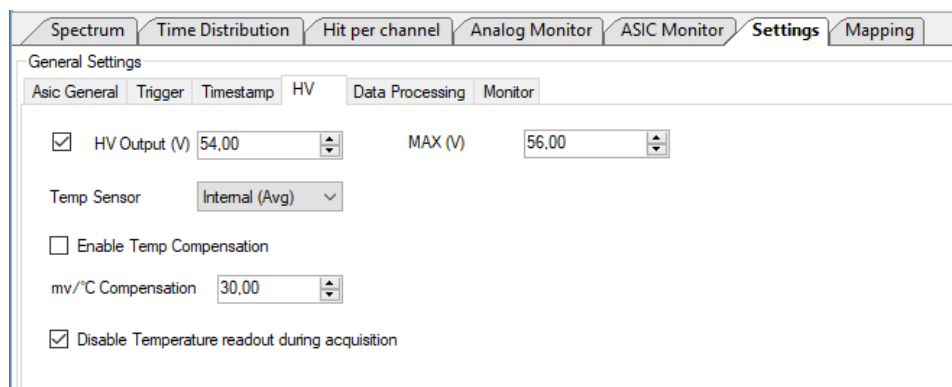 Spectrum Time Distribution Hit per channel Analog Monitor ASIC Monitor Settings Mapping
General Settings
Asic General Trigger Timestamp HV Data Processing Monitor
HV Output (V) 54,00 MAX (V) 56,00
Temp Sensor Internal (Avg)
Enable Temp Compensation
mv/°C Compensation 30,00
Disable Temperature readout during acquisition